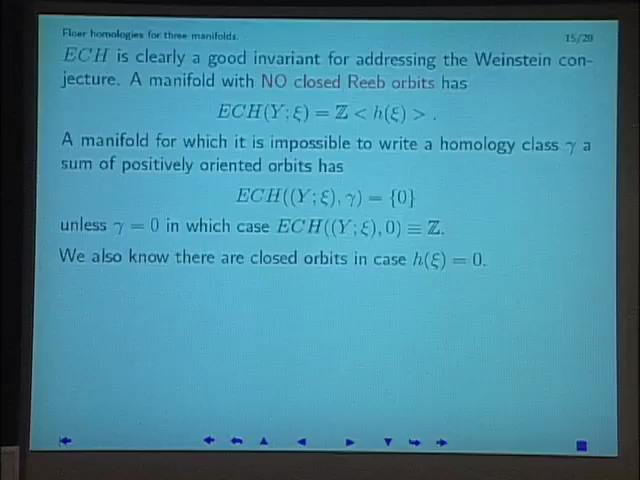 Floer homologies for three manifolds.
15/29
ECH is clearly a good invariant for addressing the Weinstein con-
jecture. A manifold with NO closed Reeb orbits has
ECH(Y; ξ) = ℤ < h(ξ) > .
A manifold for which it is impossible to write a homology class γ a
sum of positively oriented orbits has
ECH((Y; ξ), γ) = {0}
unless γ = 0 in which case ECH((Y; ξ), 0) ≡ ℤ.
We also know there are closed orbits in case h(ξ) = 0.